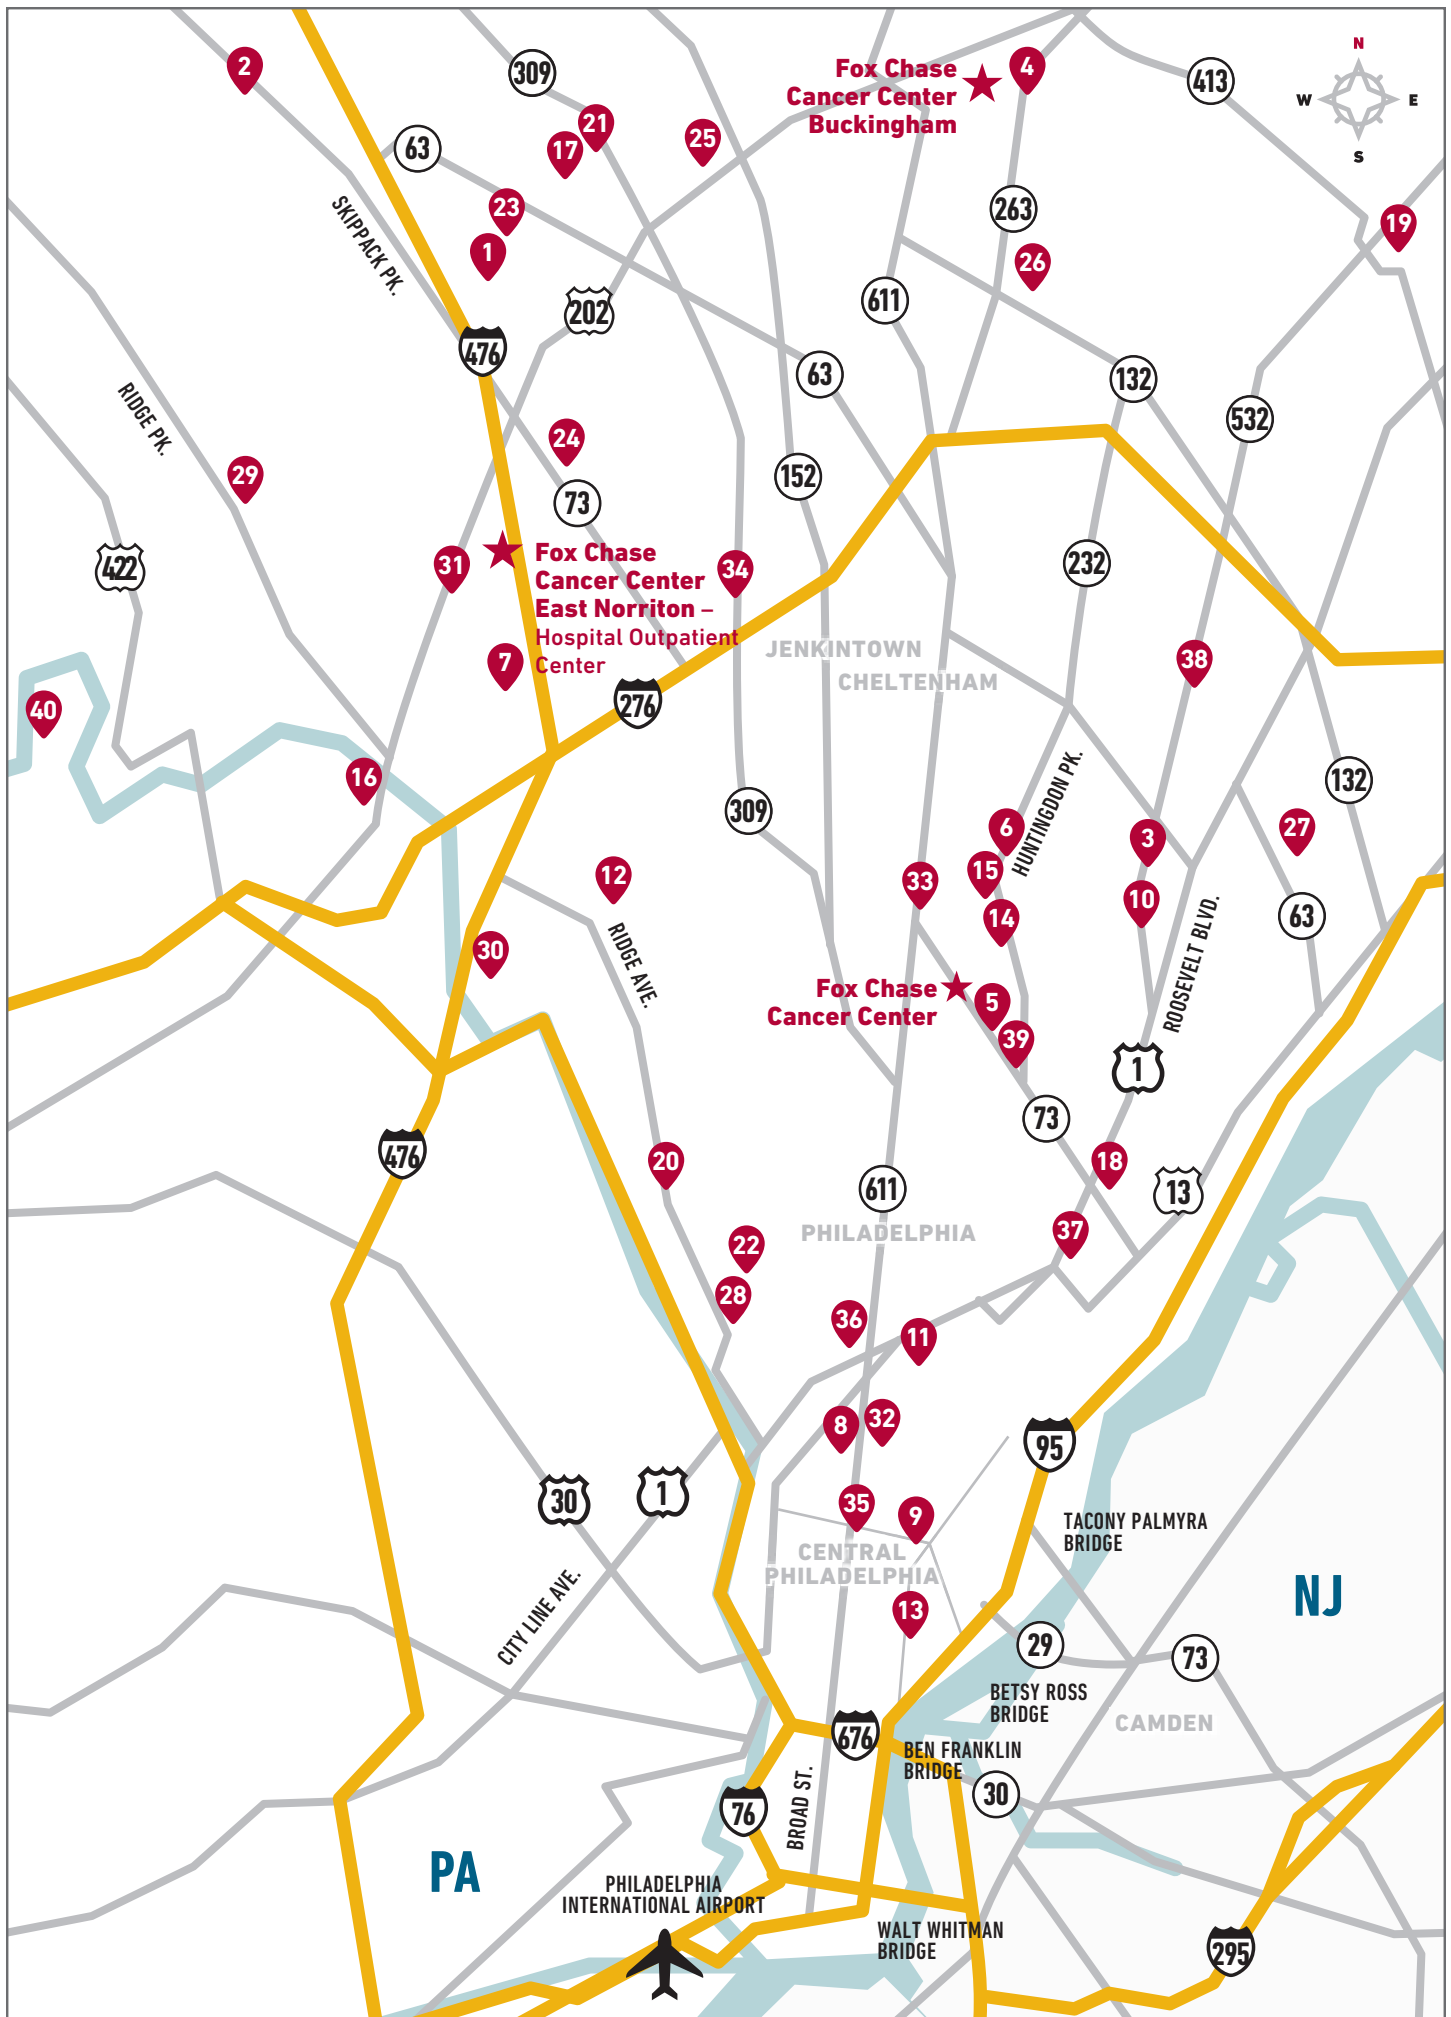 N
W
E
S
2
309
Fox Chase
Cancer Center
Buckingham
4
413
63
21
17
25
SKIPPACK PK.
23
1
263
19
26
202
611
476
63
132
RIDGE PK.
532
24
29
152
73
422
31
Fox Chase
Cancer Center
East Norriton –
Hospital Outpatient
Center
34
232
7
JENKINTOWN
CHELTENHAM
38
40
276
16
309
HUNTINGDON PK.
132
6
3
27
12
33
15
10
14
63
RIDGE AVE.
30
ROOSEVELT BLVD.
Fox Chase
Cancer Center
5
39
1
73
476
20
18
611
13
PHILADELPHIA
37
22
28
36
11
8
32
95
30
1
35
9
TACONY PALMYRA
BRIDGE
CENTRAL
PHILADELPHIA
CITY LINE AVE.
13
NJ
29
73
BETSY ROSS
BRIDGE
CAMDEN
676
BEN FRANKLIN
BRIDGE
30
76
BROAD ST.
PA
PHILADELPHIA
INTERNATIONAL AIRPORT
WALT WHITMAN
BRIDGE
295